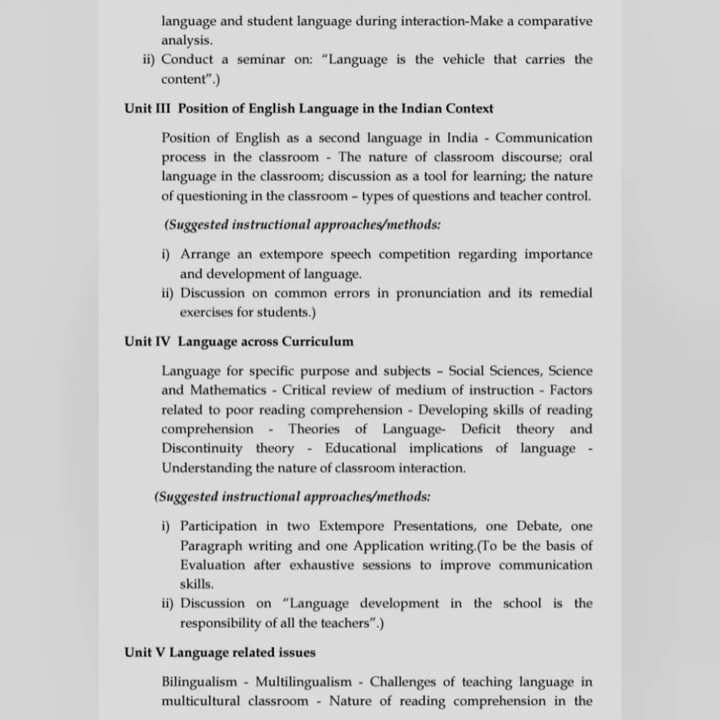 language and student language during interaction-Make a comparative
analysis.
ii) Conduct a seminar on: “Language is the vehicle that carries the
content”.)
Unit III Position of English Language in the Indian Context
Position of English as a second language in India - Communication
process in the classroom - The nature of classroom discourse; oral
language in the classroom; discussion as a tool for learning; the nature
of questioning in the classroom – types of questions and teacher control.
(Suggested instructional approaches/methods:
i) Arrange an extempore speech competition regarding importance
and development of language.
ii) Discussion on common errors in pronunciation and its remedial
exercises for students.)
Unit IV Language across Curriculum
Language for specific purpose and subjects – Social Sciences, Science
and Mathematics - Critical review of medium of instruction - Factors
related to poor reading comprehension - Developing skills of reading
comprehension - Theories of Language- Deficit theory and
Discontinuity theory - Educational implications of language -
Understanding the nature of classroom interaction.
(Suggested instructional approaches/methods:
i) Participation in two Extempore Presentations, one Debate, one
Paragraph writing and one Application writing.(To be the basis of
Evaluation after exhaustive sessions to improve communication
skills.
ii) Discussion on “Language development in the school is the
responsibility of all the teachers”.)
Unit V Language related issues
Bilingualism - Multilingualism - Challenges of teaching language in
multicultural classroom - Nature of reading comprehension in the